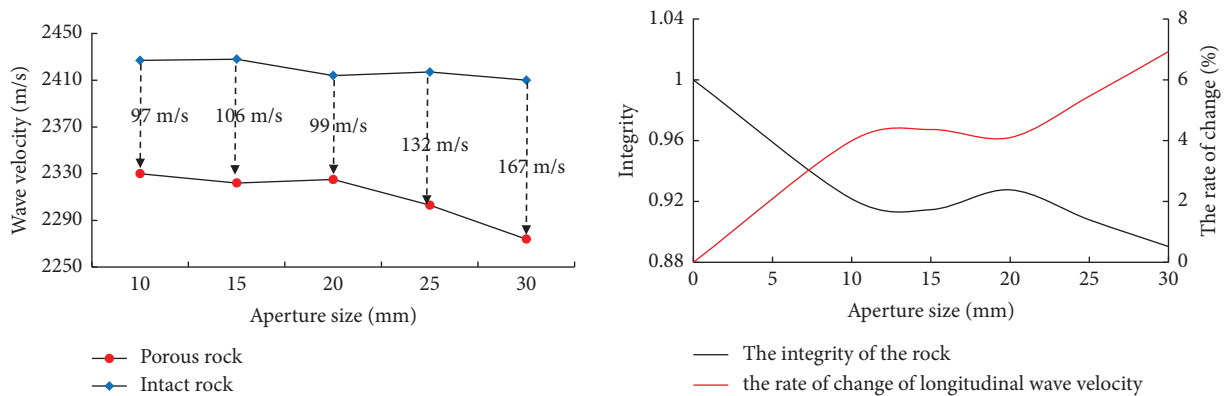 Wave velocity (m/s)
2450
2410
2370
2330
2290
2250
97 m/s
106 m/s
99 m/s
132 m/s
167 m/s
10
15
20
25
30
Aperture size (mm)
Porous rock
Intact rock
Integrity
1.04
1
0.96
0.92
0.88
The rate of change (%)
8
6
4
2
0
0
5
10
15
20
25
30
Aperture size (mm)
The integrity of the rock
the rate of change of longitudinal wave velocity